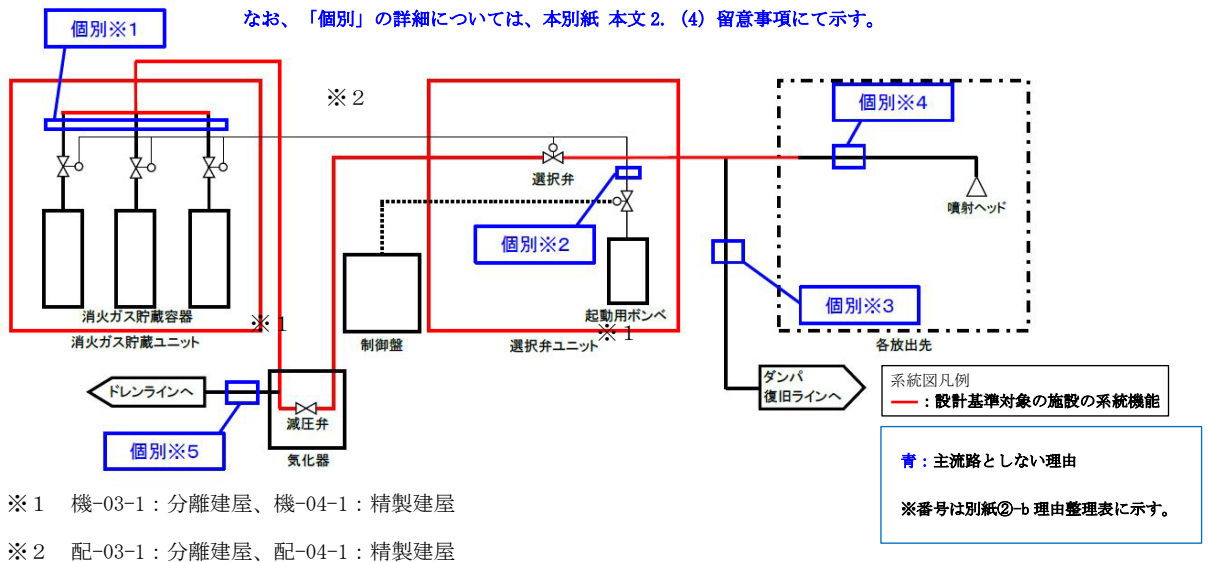 なお、「個別」の詳細については、本別紙 本文2.（4）留意事項にて示す。
個別※1
※２
個別※4
選択弁
噴射ヘッド
個別※2
個別※3
消火ガス貯蔵容器
※１
消火ガス貯蔵ユニット
制御盤
起動用ボンベ
※１
選択弁ユニット
各放出先
ドレンラインへ
減圧弁
気化器
個別※5
ダンパ
復旧ラインへ
系統図凡例
：設計基準対象の施設の系統機能
青：主流路としない理由
※番号は別紙②-b 理由整理表に示す。
※１　機-03-1：分離建屋、機-04-1：精製建屋
※２　配-03-1：分離建屋、配-04-1：精製建屋